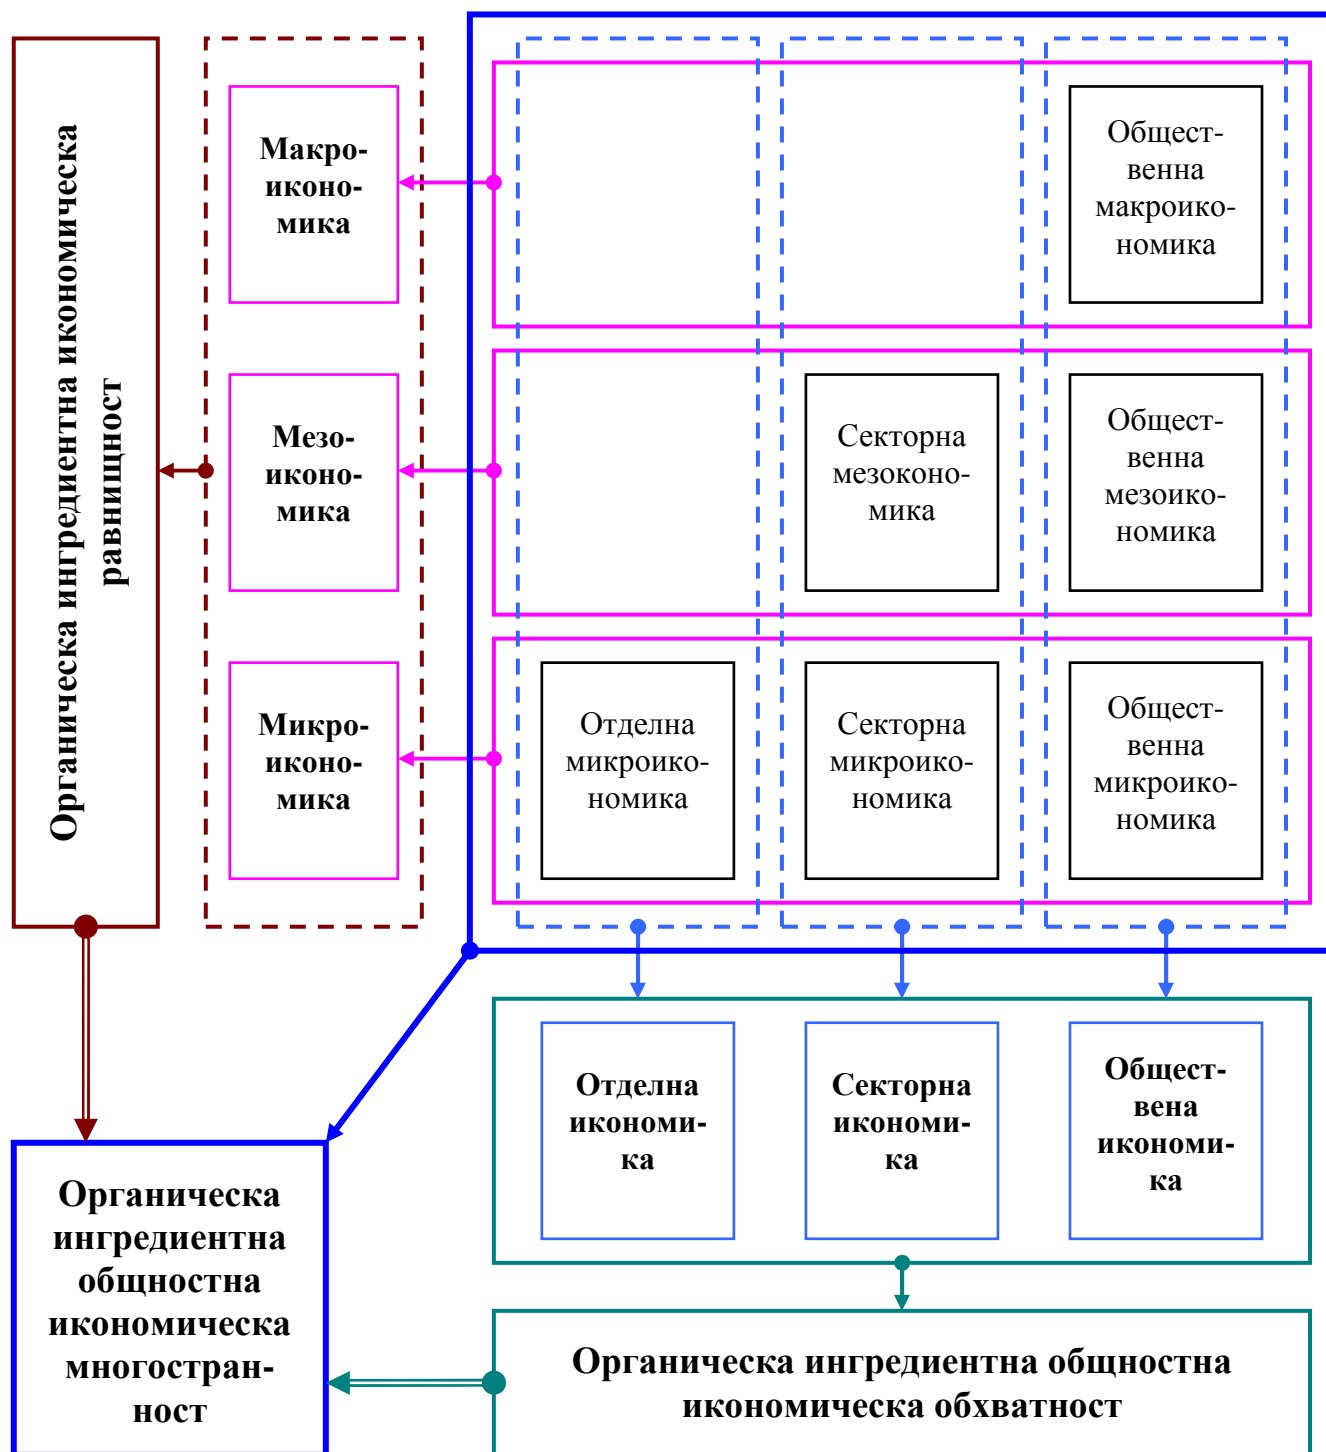 Органическа ингредиентна икономическа
равнищност
Макро-
иконо-
мика
Общест-
венна
макроико-
номика
Мезо-
иконо-
мика
Секторна
мезоконо-
мика
Общест-
венна
мезоико-
номика
Микро-
иконо-
мика
Отделна
микроико-
номика
Секторна
микроико-
номика
Общест-
венна
микроико-
номика
Отделна
икономи-
ка
Секторна
икономи-
ка
Общест-
вена
икономи-
ка
Органическа
ингредиентна
общностна
икономическа
многостран-
ност
Органическа ингредиентна общностна
икономическа обхватност